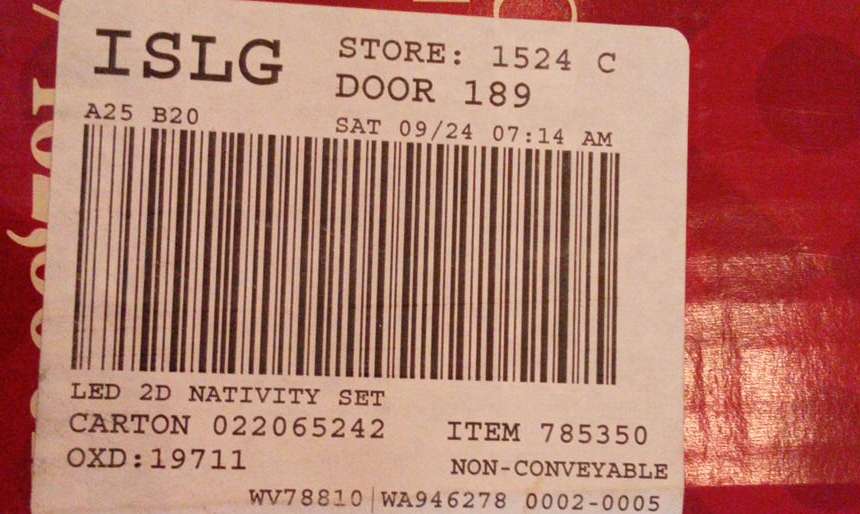 ISLG
STORE: 1524 C
DOOR 189
A25 B20
SAT 09/24 07:14 AM
LED 2D NATIVITY SET
CARTON 022065242 ITEM 785350
OXD:19711 NON-CONVEYABLE
WV78810|WA946278 0002-0005